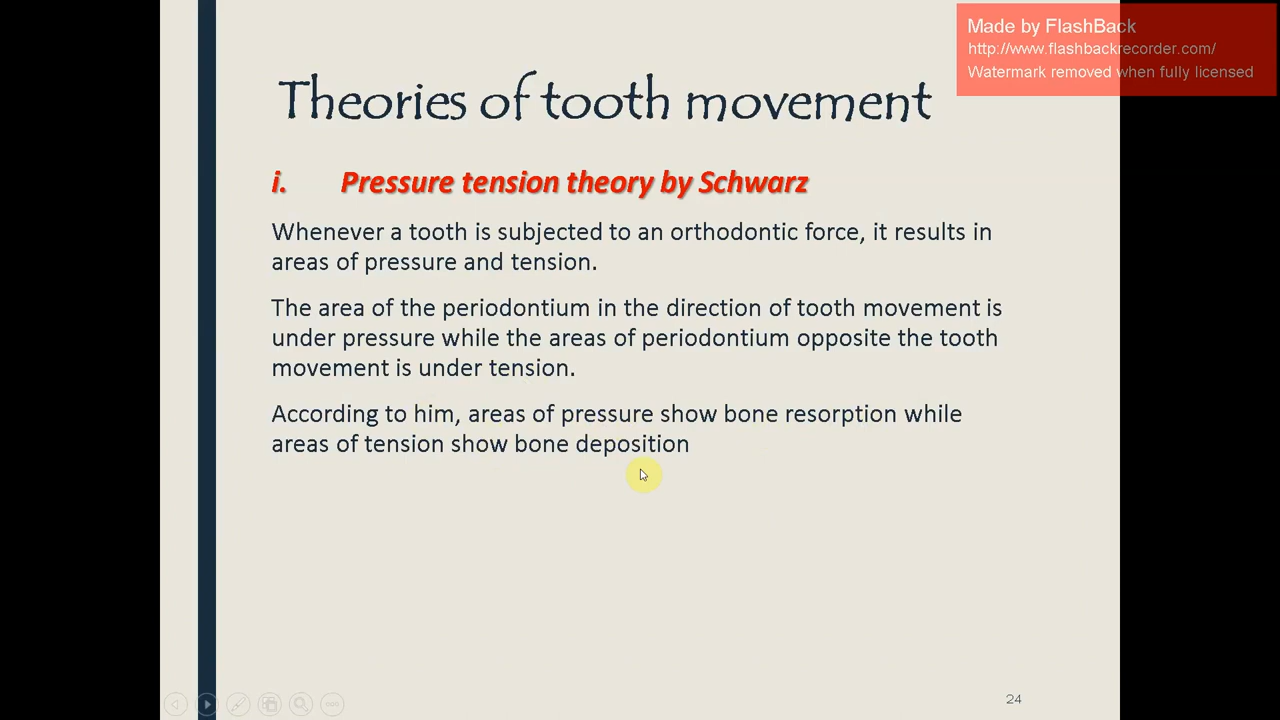 Made by FlashBack
http://www.flashbackrecorder.com/
Watermark removed when fully licensed
Theories of tooth movement
i. Pressure tension theory by Schwarz
Whenever a tooth is subjected to an orthodontic force, it results in
areas of pressure and tension.
The area of the periodontium in the direction of tooth movement is
under pressure while the areas of periodontium opposite the tooth
movement is under tension.
According to him, areas of pressure show bone resorption while
areas of tension show bone deposition
24